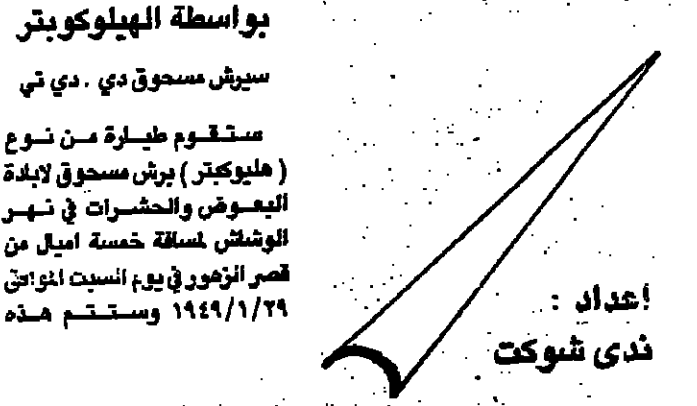 اعداد :
ندى شوكت
بواسطة الهيلوكوبتر
سيرش مسحوق دي . دي تي
ستقوم طيارة من نوع
( هليوكبتر ) برش مسحوق لابادة
البعوض والحشرات في نهر
الوشاش لمسافة خمسة اميال من
قصر الزهور في يوم السبت الموافق
١٩٤٩/١/٢٩ وستتم هذه